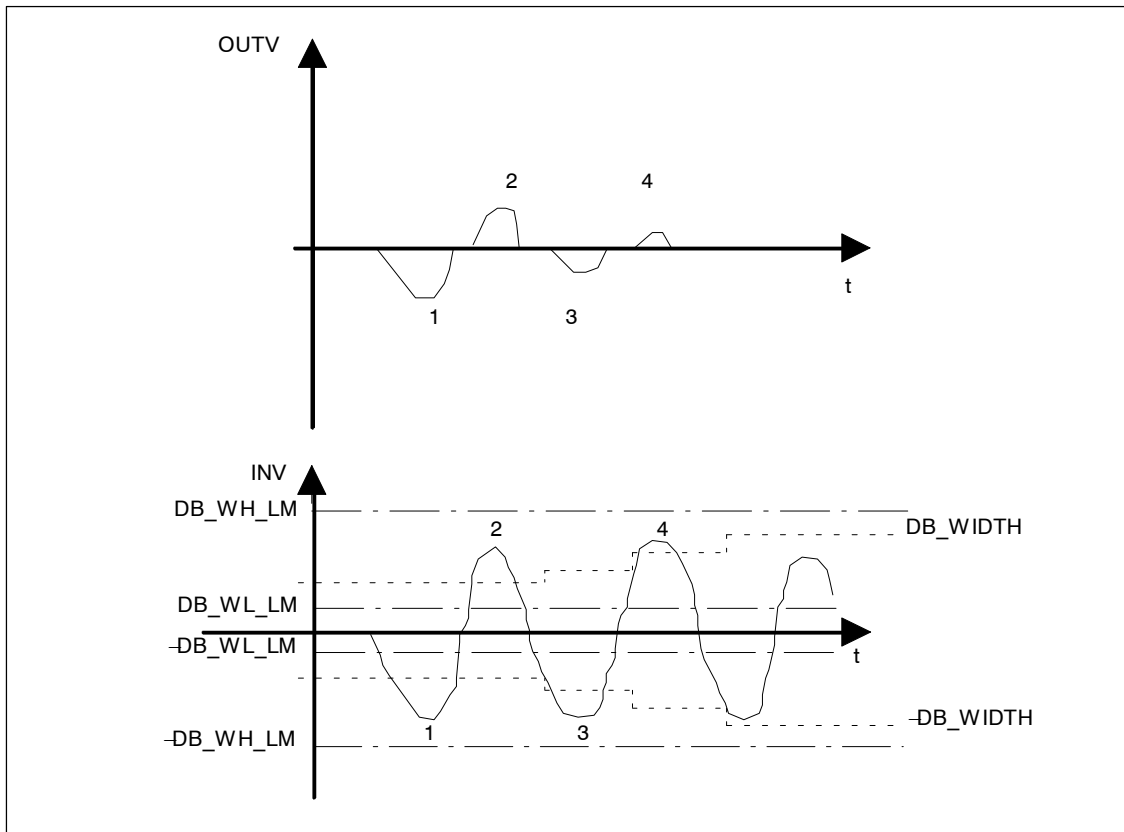 OUTV
2
4
t
1
3
INV
DB_WH_LM
2
4
DB_WIDTH
DB_WL_LM
–DB_WL_LM
t
–DB_WIDTH
1
3
–DB_WH_LM